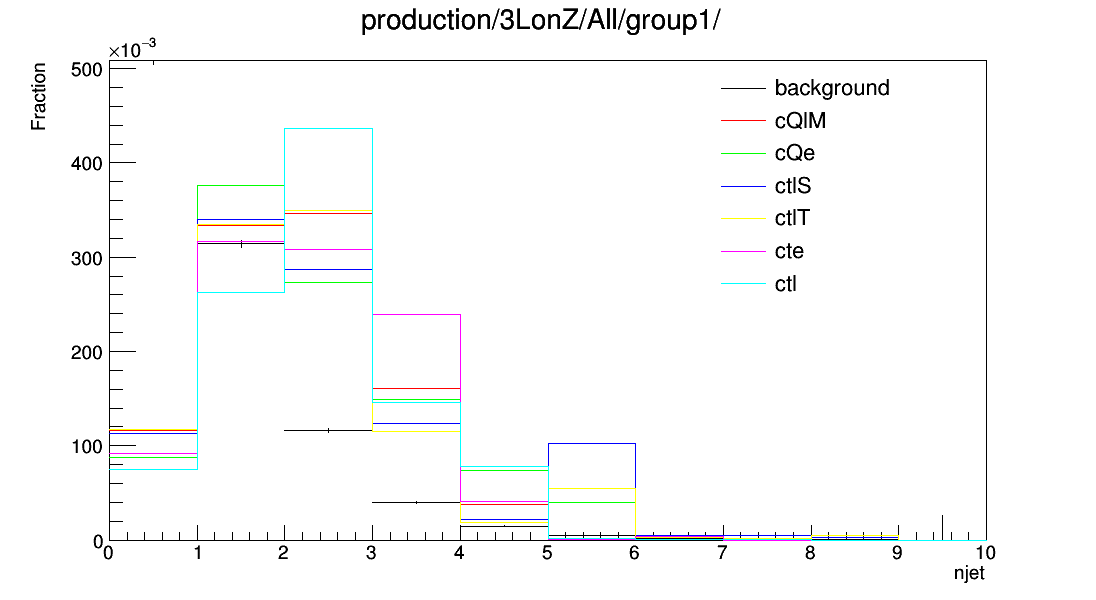 production/3LonZ/All/group1/
×10⁻³
Fraction
500
400
300
200
100
0
background
cQlM
cQe
ctlS
ctlT
cte
ctl
0 1 2 3 4 5 6 7 8 9 10
njet